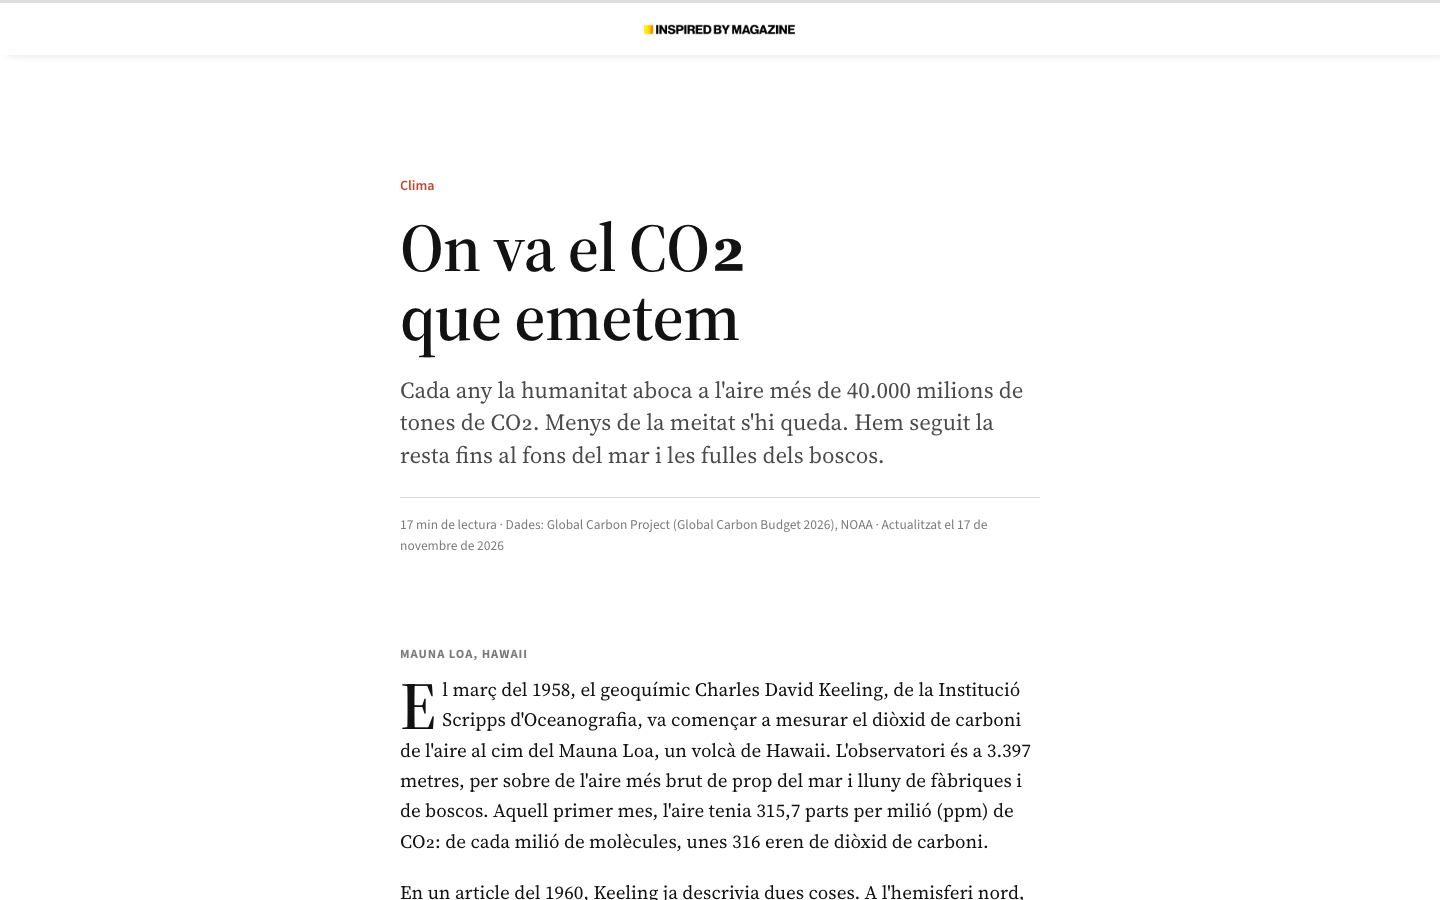 INSPIRED BY MAGAZINE
Clima
On va el CO2
que emetem
Cada any la humanitat aboca a l'aire més de 40.000 milions de
tones de CO2. Menys de la meitat s'hi queda. Hem seguit la
resta fins al fons del mar i les fulles dels boscos.
17 min de lectura · Dades: Global Carbon Project (Global Carbon Budget 2026), NOAA · Actualitzat el 17 de
novembre de 2026
MAUNA LOA, HAWAII
El març del 1958, el geoquímic Charles David Keeling, de la Institució
Scripps d'Oceanografia, va començar a mesurar el diòxid de carboni
de l'aire al cim del Mauna Loa, un volcà de Hawaii. L'observatori és a 3.397
metres, per sobre de l'aire més brut de prop del mar i lluny de fàbriques i
de boscos. Aquell primer mes, l'aire tenia 315,7 parts per milió (ppm) de
CO2: de cada milió de molècules, unes 316 eren de diòxid de carboni.
En un article del 1960, Keeling ja descrivia dues coses. A l'hemisferi nord,